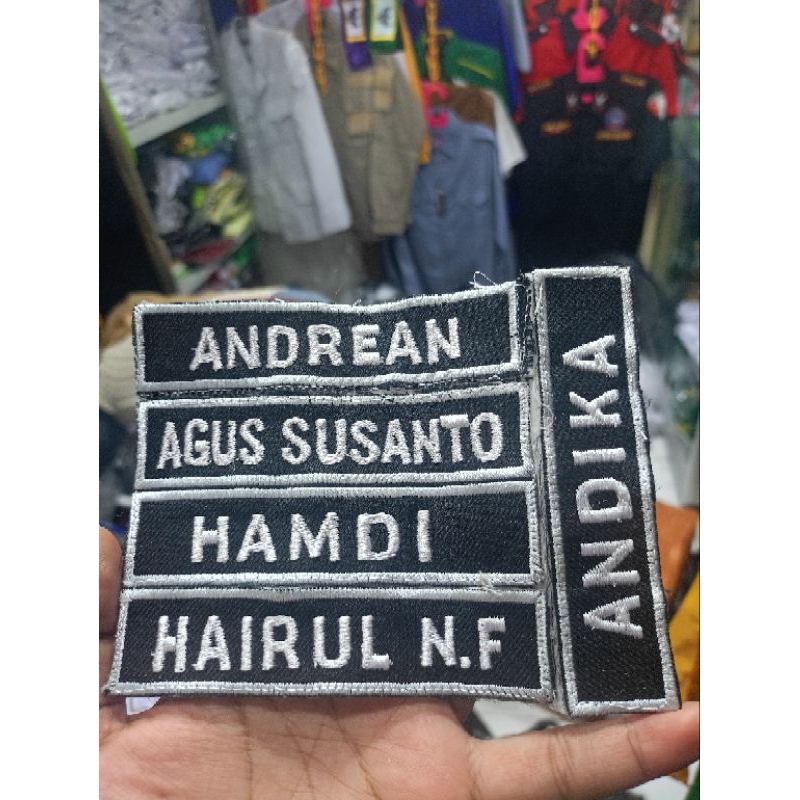 ANDREAN
AGUS SUSANTO
HAMDI
HAIRUL N.F
ANDIKA